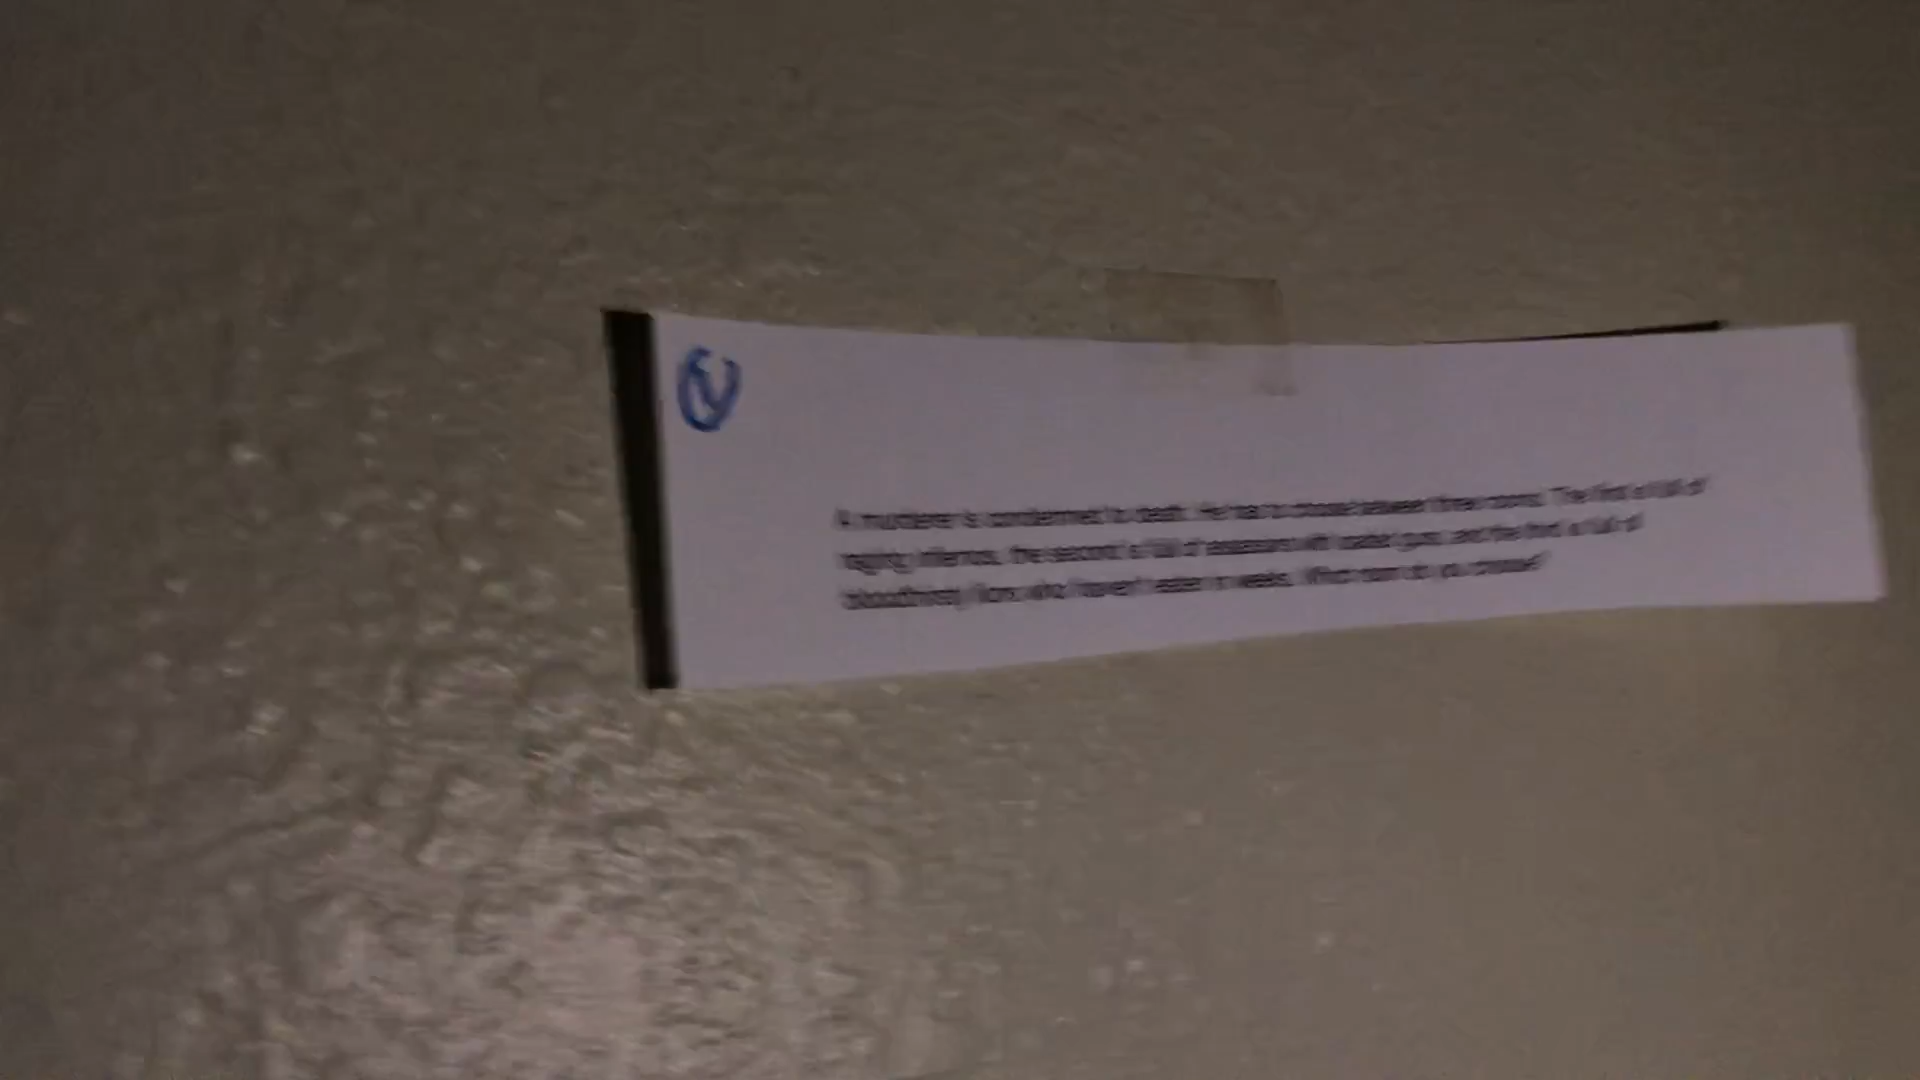 A murderer is condemned to death. He has to choose between three rooms. The first is full of
raging infernos, the second is full of assassins with loaded guns, and the third is full of
bloodthirsty lions who haven't eaten in weeks. Which room do you choose?